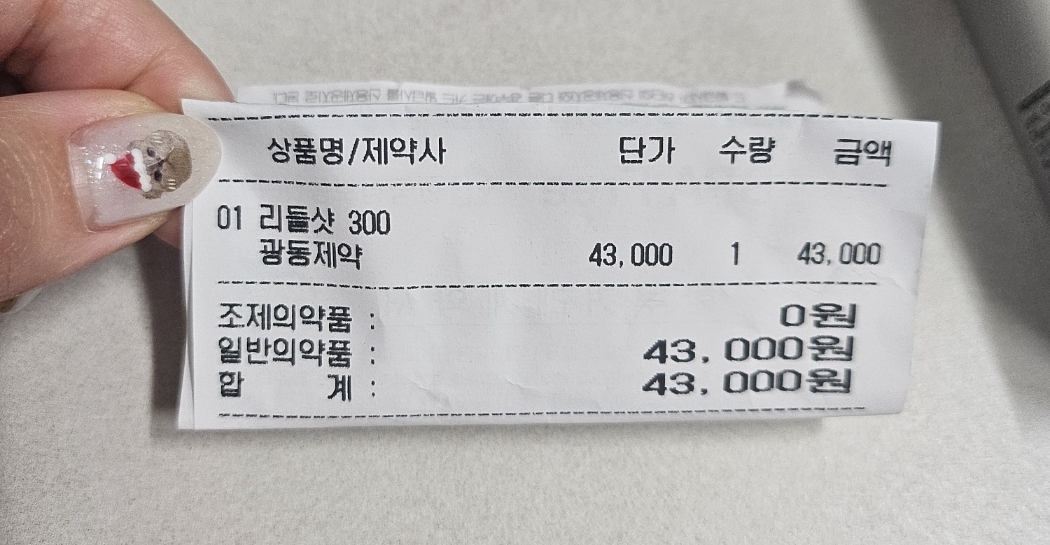 상품명/제약사 단가 수량 금액
01 리들샷 300
광동제약 43,000 1 43,000
조제의약품 : 0원
일반의약품 : 43,000원
합 계 : 43,000원